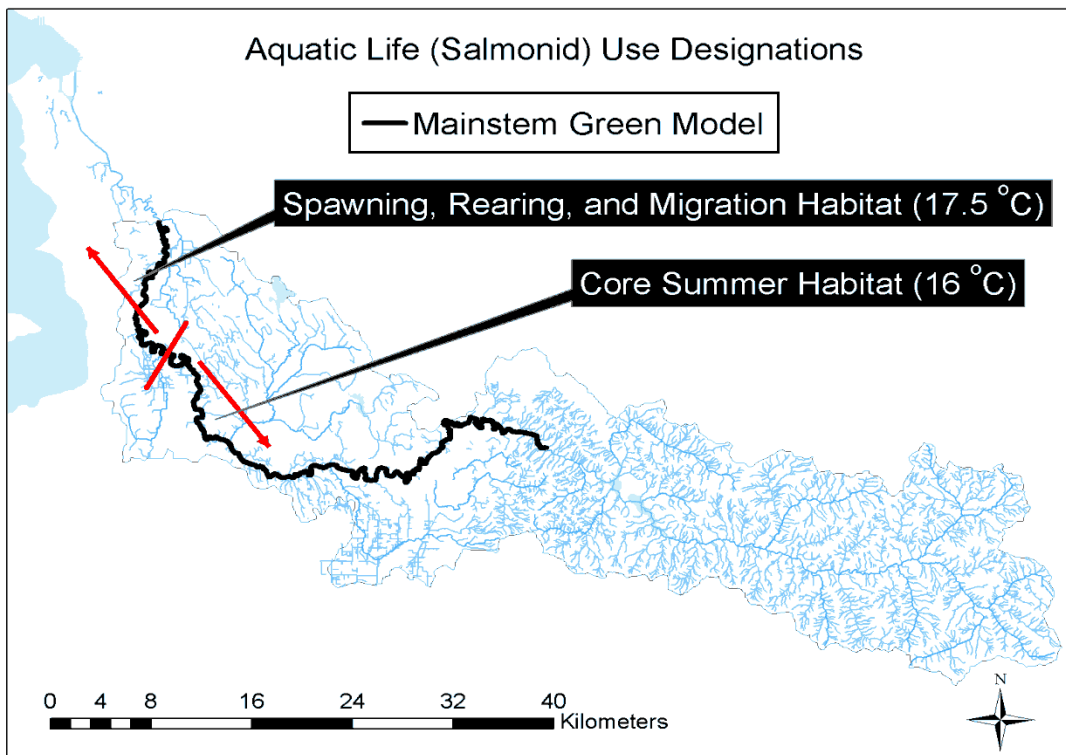 Aquatic Life (Salmonid) Use Designations
Mainstem Green Model
Spawning, Rearing, and Migration Habitat (17.5 °C)
Core Summer Habitat (16 °C)
0 4 8 16 24 32 40
Kilometers
N